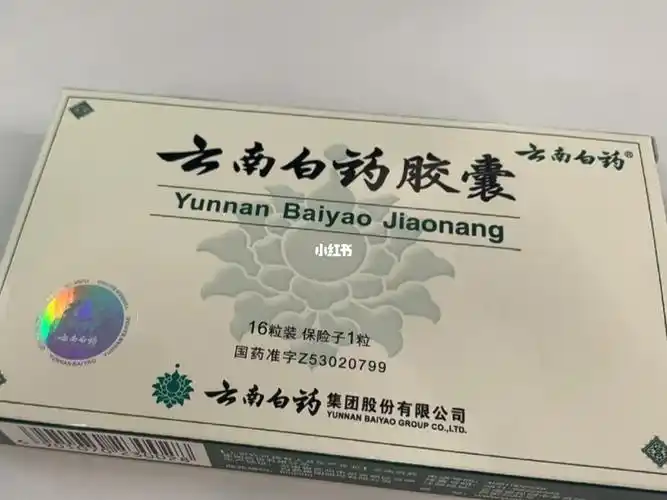 云南白药胶囊
云南白药®
Yunnan Baiyao Jiaonang
小红书
16粒装 保险子1粒
国药准字Z53020799
云南白药
YUNNAN BAIYAO
云南白药集团股份有限公司
YUNNAN BAIYAO GROUP CO.,LTD.